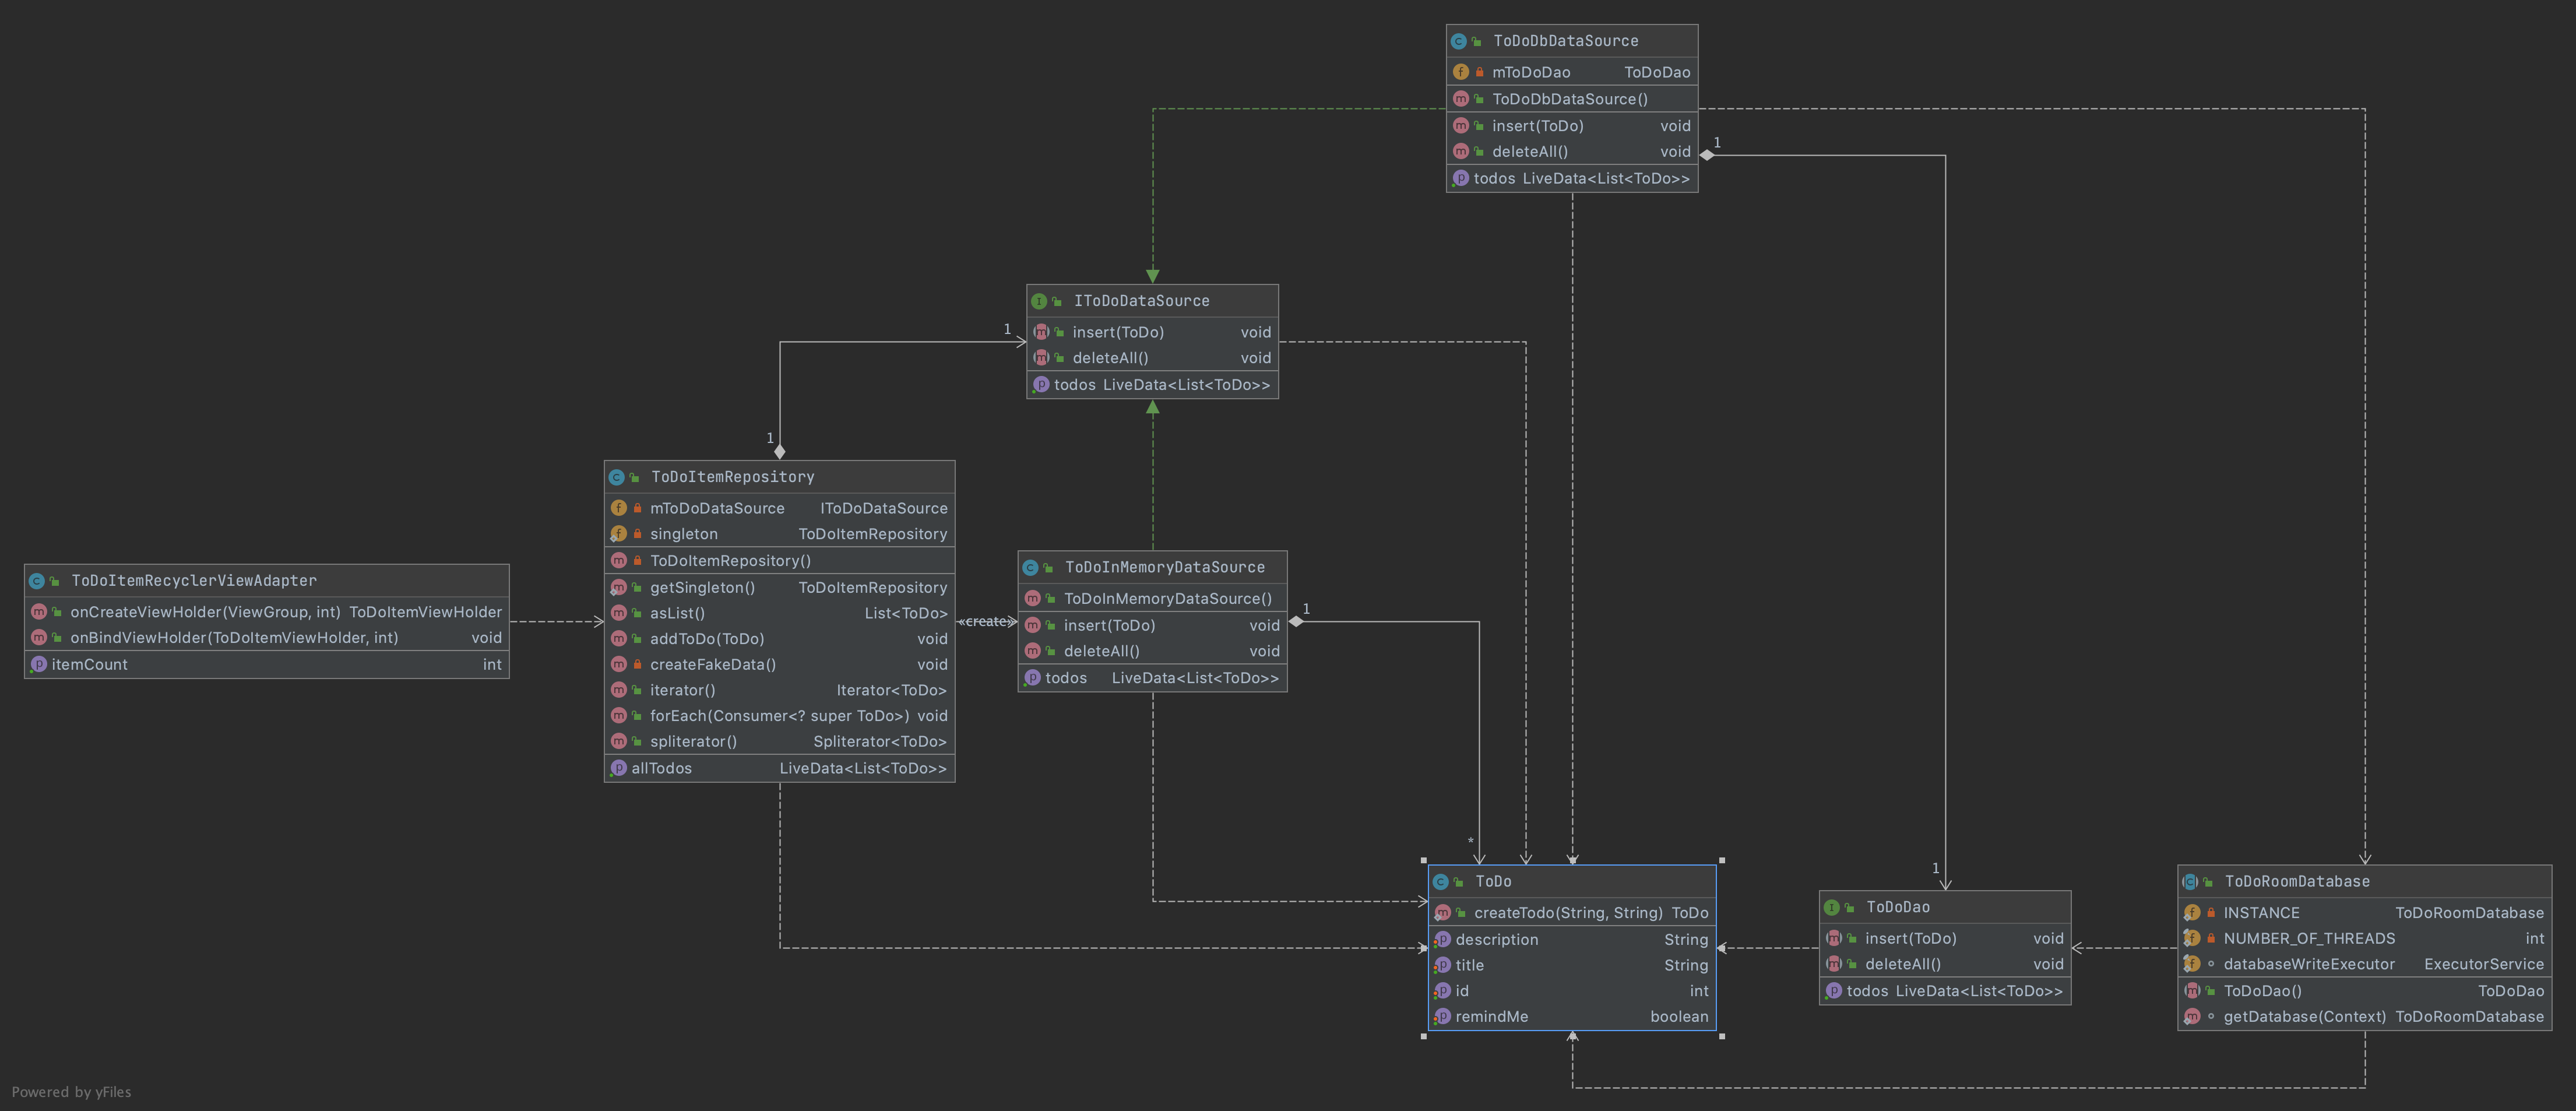 ToDoDbDataSource
mToDoDao ToDoDao
ToDoDbDataSource()
insert(ToDo) void
deleteAll() void
todos LiveData<List<ToDo>>
1
IToDoDataSource
insert(ToDo) void
deleteAll() void
todos LiveData<List<ToDo>>
1
1
ToDoItemRepository
mToDoDataSource IToDoDataSource
singleton ToDoItemRepository
ToDoItemRepository()
getSingleton() ToDoItemRepository
asList() List<ToDo>
addToDo(ToDo) void
createFakeData() void
iterator() Iterator<ToDo>
forEach(Consumer<? super ToDo>) void
spliterator() Spliterator<ToDo>
allTodos LiveData<List<ToDo>>
ToDoItemRecyclerViewAdapter
onCreateViewHolder(ViewGroup, int) ToDoItemViewHolder
onBindViewHolder(ToDoItemViewHolder, int) void
itemCount int
«create»
ToDoInMemoryDataSource
ToDoInMemoryDataSource()
insert(ToDo) void
deleteAll() void
todos LiveData<List<ToDo>>
1
*
ToDo
createTodo(String, String) ToDo
description String
title String
id int
remindMe boolean
1
ToDoDao
insert(ToDo) void
deleteAll() void
todos LiveData<List<ToDo>>
ToDoRoomDatabase
INSTANCE ToDoRoomDatabase
NUMBER_OF_THREADS int
databaseWriteExecutor ExecutorService
ToDoDao() ToDoDao
getDatabase(Context) ToDoRoomDatabase
Powered by yFiles